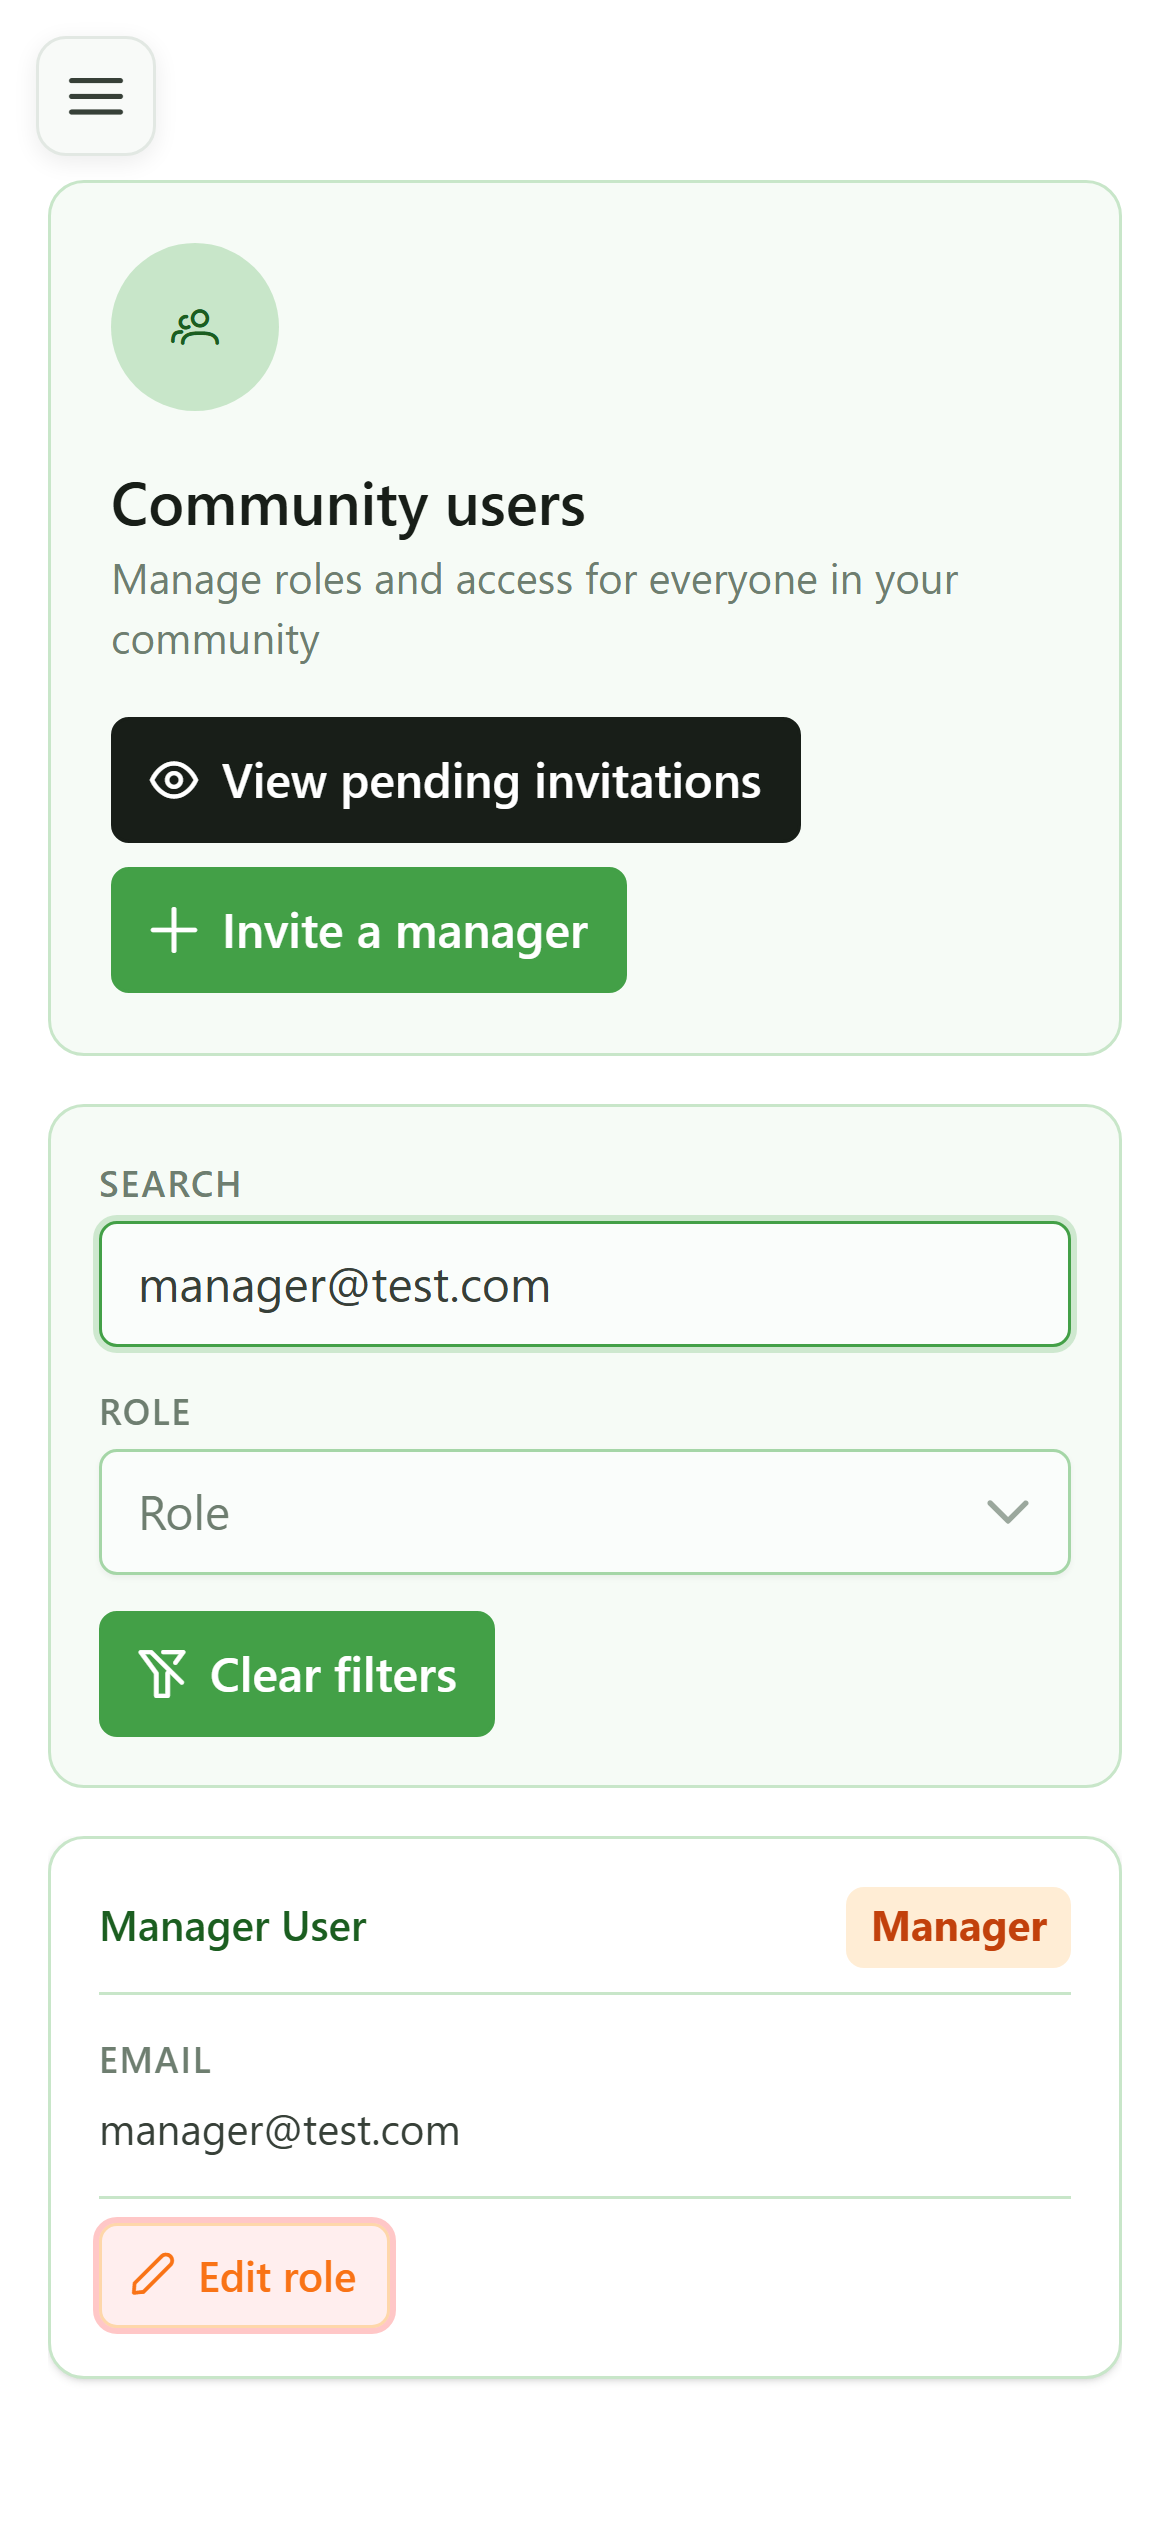 Community users
Manage roles and access for everyone in your
community
View pending invitations
Invite a manager
SEARCH
manager@test.com
ROLE
Role
Clear filters
Manager User
Manager
EMAIL
manager@test.com
Edit role